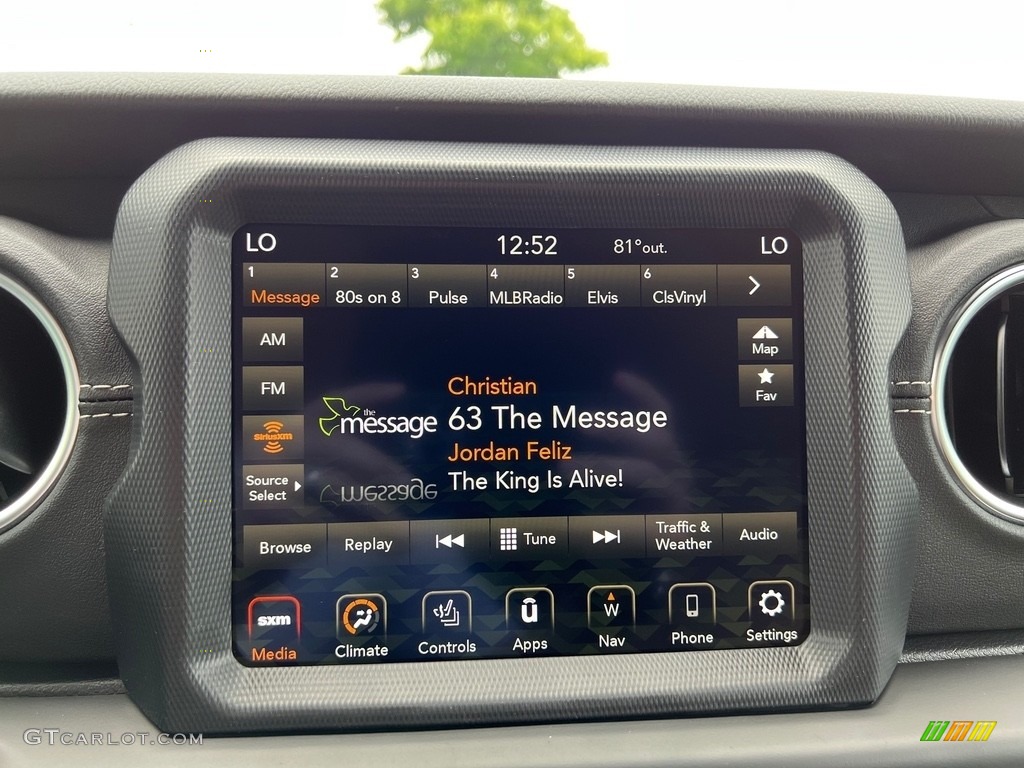 LO 12:52 81°out. LO
1 2 3 4 5 6
Message 80s on 8 Pulse MLBRadio Elvis ClsVinyl
AM
Map
FM
Fav
SiriusXM
Source
Select
the
message
Christian
63 The Message
Jordan Feliz
The King Is Alive!
message
Browse Replay Tune Traffic &
Weather Audio
sxm W
Media Climate Controls ū Apps Nav Phone Settings
GTCARLOT.COM